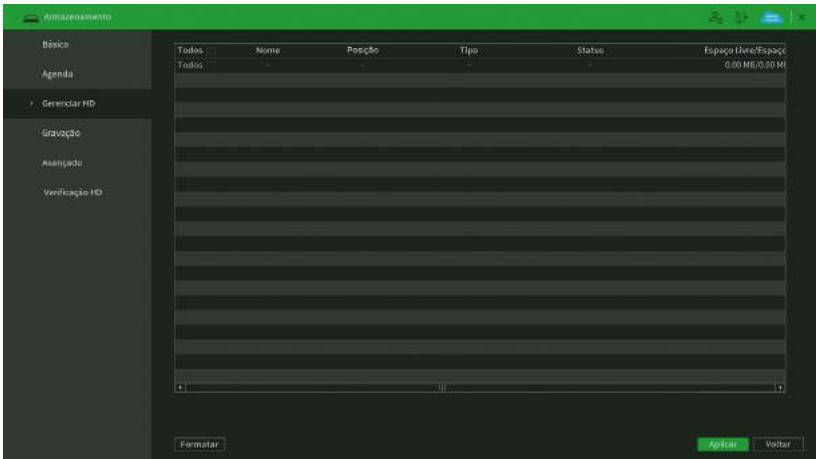 Armazenamento
Básico
Agenda
Gerenciar HD
Gravação
Avançado
Verificação HD
Todos Nome Posição Tipo Status Espaço Livre/Espaço
Todos - - - - 0.00 MB/0.00 MB
Formatar Aplicar Voltar